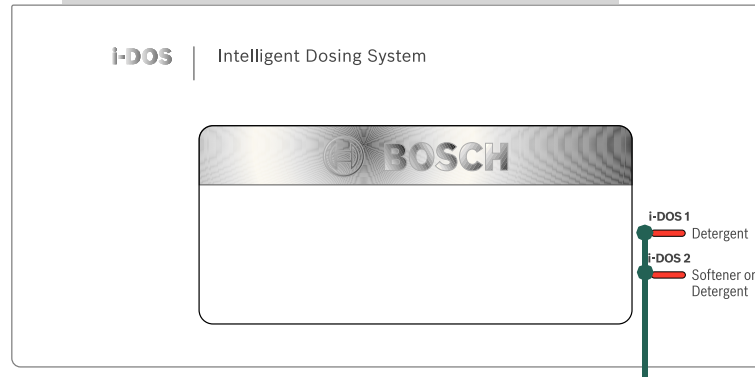 i-DOS
Intelligent Dosing System
BOSCH
i-DOS 1
Detergent
i-DOS 2
Softener or
Detergent